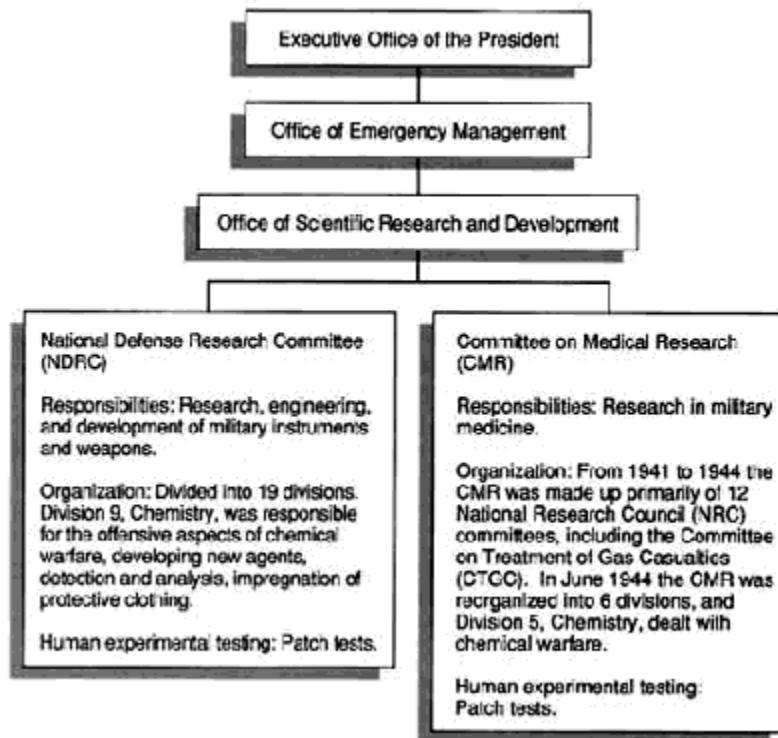 Executive Office of the President
Office of Emergency Management
Office of Scientific Research and Development
National Defense Research Committee
(NDRC)
Responsibilities: Research, engineering,
and development of military instruments
and weapons.
Organization: Divided into 19 divisions.
Division 9, Chemistry, was responsible
for the offensive aspects of chemical
warfare, developing new agents,
detection and analysis, impregnation of
protective clothing.
Human experimental testing: Patch tests.
Committee on Medical Research
(CMR)
Responsibilities: Research in military
medicine.
Organization: From 1941 to 1944 the
CMR was made up primarily of 12
National Research Council (NRC)
committees, including the Committee
on Treatment of Gas Casualties
(CTGC). In June 1944 the CMR was
reorganized into 6 divisions, and
Division 5, Chemistry, dealt with
chemical warfare.
Human experimental testing:
Patch tests.